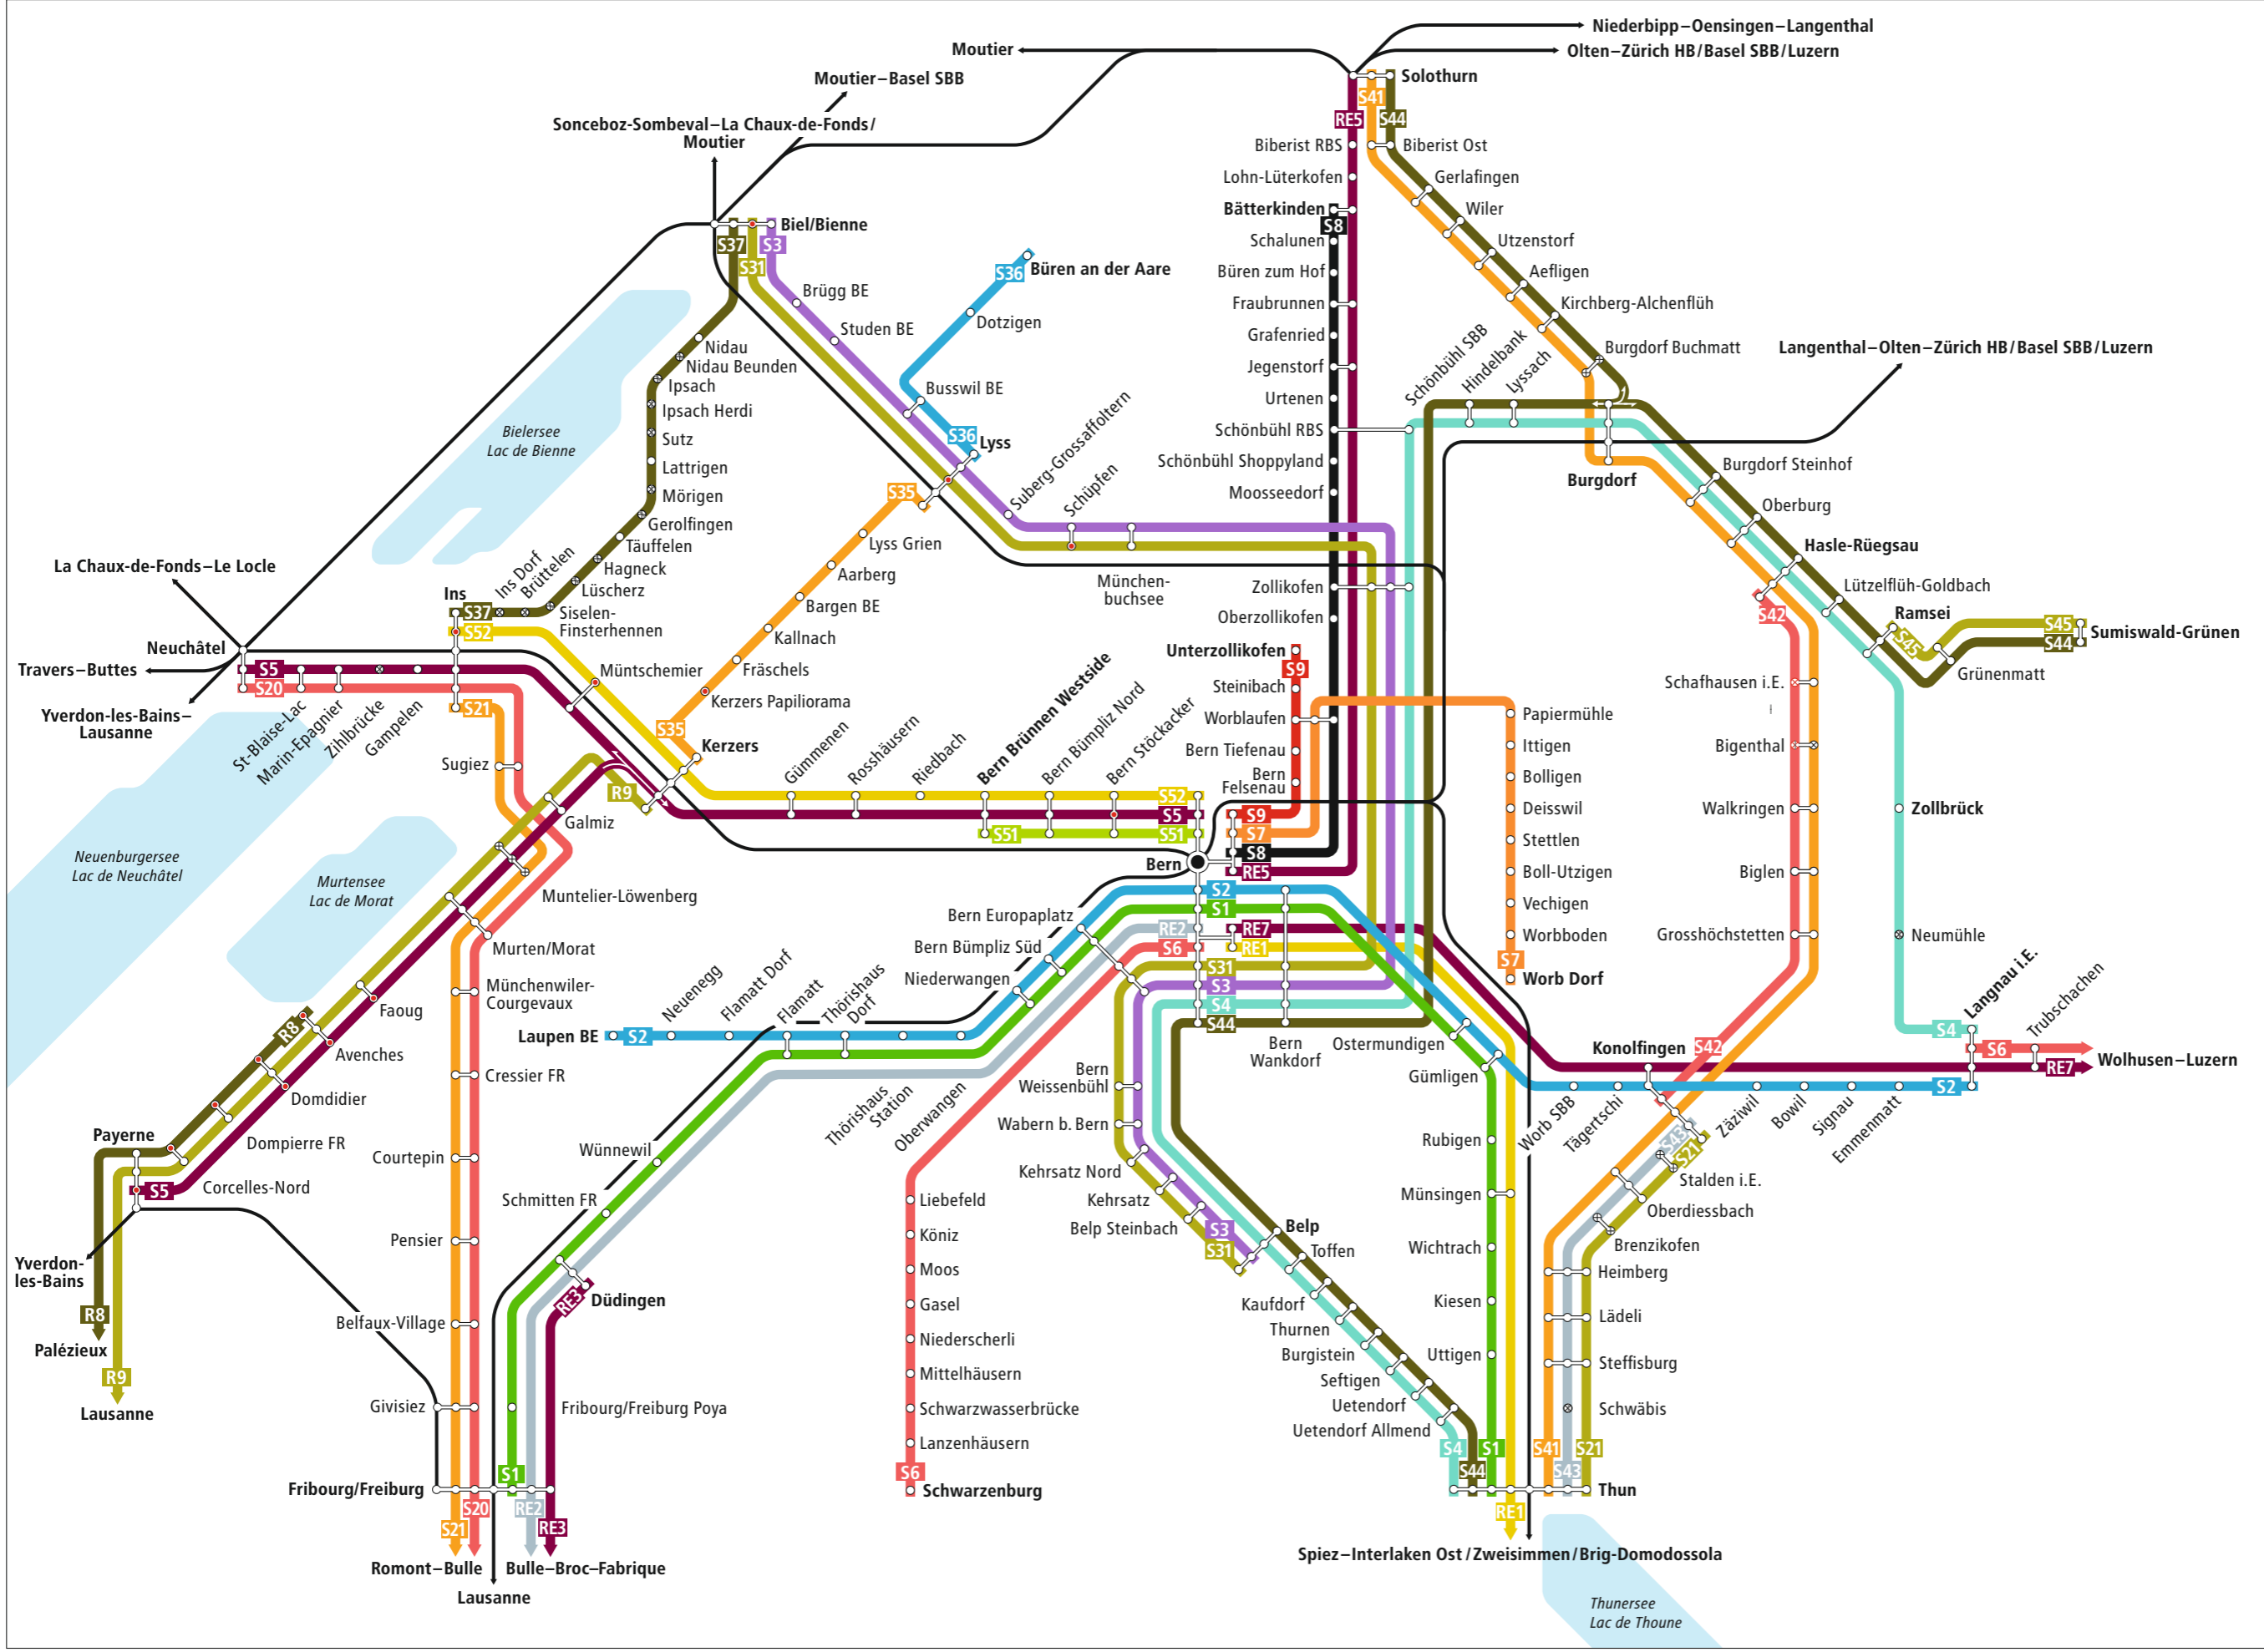 Niederbipp–Oensingen–Langenthal
Moutier
Olten–Zürich HB/Basel SBB/Luzern
Moutier–Basel SBB
Solothurn
S41
RE5
S44
Sonceboz-Sombeval–La Chaux-de-Fonds/
Moutier
Biberist RBS
Biberist Ost
Lohn-Lüterkofen
Gerlafingen
Bätterkinden
Wiler
S8
Biel/Bienne
S37
S3
S31
Schalunen
Utzenstorf
S36
Büren an der Aare
Büren zum Hof
Aefligen
Brügg BE
Fraubrunnen
Kirchberg-Alchenflüh
Studen BE
Dotzigen
Grafenried
Nidau
Nidau Beunden
Jegenstorf
Schönbühl SBB
Hindelbank
Lyssach
Burgdorf Buchmatt
Langenthal–Olten–Zürich HB/Basel SBB/Luzern
Ipsach
Busswil BE
Urtenen
Ipsach Herdi
Bielersee
Lac de Bienne
Sutz
S36
Lyss
Schönbühl RBS
Lattrigen
Schönbühl Shoppyland
Burgdorf
Burgdorf Steinhof
Mörigen
S35
Suberg-Grossaffoltern
Schüpfen
Moosseedorf
Oberburg
Gerolfingen
Täuffelen
Lyss Grien
Hasle-Rüegsau
La Chaux-de-Fonds–Le Locle
Hagneck
Aarberg
München-
buchsee
Zollikofen
Lützelflüh-Goldbach
Ins
Ins Dorf
Brüttelen
Lüscherz
Bargen BE
S37
Siselen-
Finsterhennen
S52
Oberzollikofen
S42
Ramsei
S45
S45
S44
Sumiswald-Grünen
Neuchâtel
Kallnach
Unterzollikofen
S9
Travers–Buttes
S5
S20
Müntschemier
Fräschels
Steinibach
Grünenmatt
Schafhausen i.E.
Yverdon-les-Bains–
Lausanne
S21
Kerzers Papiliorama
Worblaufen
Papiermühle
St-Blaise-Lac
Marin-Epagnier
Zihlbrücke
Gampelen
S35
Kerzers
Gümmenen
Rosshäusern
Riedbach
Bern Brünnen Westside
Bern Bümpliz Nord
Bern Stöckacker
Bern Tiefenau
Ittigen
Bigenthal
Sugiez
Bern
Felsenau
Bolligen
R9
S52
Deisswil
Walkringen
Zollbrück
Galmiz
S5
S9
S51
S51
S7
Stettlen
Neuenburgersee
Lac de Neuchâtel
Bern
S8
RE5
Boll-Utzigen
Biglen
Murtensee
Lac de Morat
Muntelier-Löwenberg
S2
Vechigen
Bern Europaplatz
S1
RE2
RE7
Worbboden
Grosshöchstetten
Neumühle
Murten/Morat
Bern Bümpliz Süd
S6
RE1
S7
Worb Dorf
Münchenwiler-
Courgevaux
Niederwangen
S31
S3
Faoug
Neuenegg
Flamatt Dorf
Flamatt
Thörishaus
Dorf
S4
Langnau i.E.
Trubschachen
R8
Laupen BE
S2
S44
S4
Avenches
Bern
Wankdorf
Ostermundigen
Konolfingen
S42
S6
RE7
Wolhusen–Luzern
Cressier FR
Bern
Weissenbühl
Gümligen
S2
Domdidier
Thörishaus
Station
Oberwangen
Wabern b. Bern
Worb SBB
Tägertschi
Zäziwil
Bowil
Signau
Emmenmatt
Payerne
Dompierre FR
Courtepin
Wünnewil
Kehrsatz Nord
Rubigen
S43
S21
Stalden i.E.
S5
Corcelles-Nord
Schmitten FR
Liebefeld
Kehrsatz
Münsingen
Oberdiessbach
Pensier
Köniz
Belp Steinbach
S3
S31
Belp
Toffen
Wichtrach
Brenzikofen
Yverdon-
les-Bains
Moos
Heimberg
R8
RE3
Düdingen
Gasel
Kaufdorf
Kiesen
Lädeli
Belfaux-Village
Thurnen
Palézieux
Niederscherli
Burgistein
Uttigen
Steffisburg
R9
Mittelhäusern
Seftigen
Lausanne
Givisiez
Fribourg/Freiburg Poya
Schwarzwasserbrücke
Uetendorf
Schwäbis
Lanzenhäusern
Uetendorf Allmend
S1
S6
S4
S1
S41
S21
S44
S43
Fribourg/Freiburg
Schwarzenburg
Thun
S20
RE2
RE1
S21
RE3
Romont–Bulle
Bulle–Broc–Fabrique
Spiez–Interlaken Ost/Zweisimmen/Brig-Domodossola
Lausanne
Thunersee
Lac de Thoune